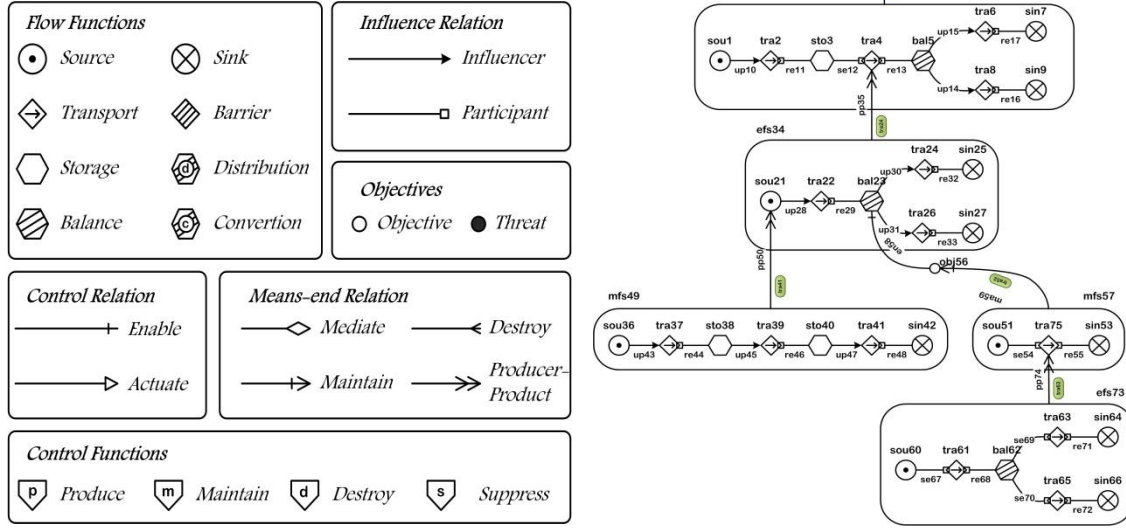 Flow Functions
Source
Sink
Transport
Barrier
Storage
d
Distribution
Balance
c
Convertion
Influence Relation
Influencer
Participant
Objectives
Objective
Threat
Control Relation
Enable
Actuate
Means-end Relation
Mediate
Destroy
Maintain
Producer-
Product
Control Functions
p
Produce
m
Maintain
d
Destroy
s
Suppress
tra6
sin7
sou1
tra2
sto3
tra4
bal5
up15
re17
up10
re11
se12
re13
tra8
sin9
up14
re16
pp35
tra24
efs34
tra24
sin25
sou21
tra22
bal23
up30
re32
up28
re29
tra26
sin27
up31
re33
en58
pp50
tra41
obj56
ma59
mfs49
mfs57
sou36
tra37
sto38
tra39
sto40
tra41
sin42
up43
re44
up45
re46
up47
re48
sou51
tra75
sin53
se54
re55
pp74
tra63
efs73
tra63
sin64
sou60
tra61
bal62
se69
re71
se67
re68
tra65
sin66
se70
re72